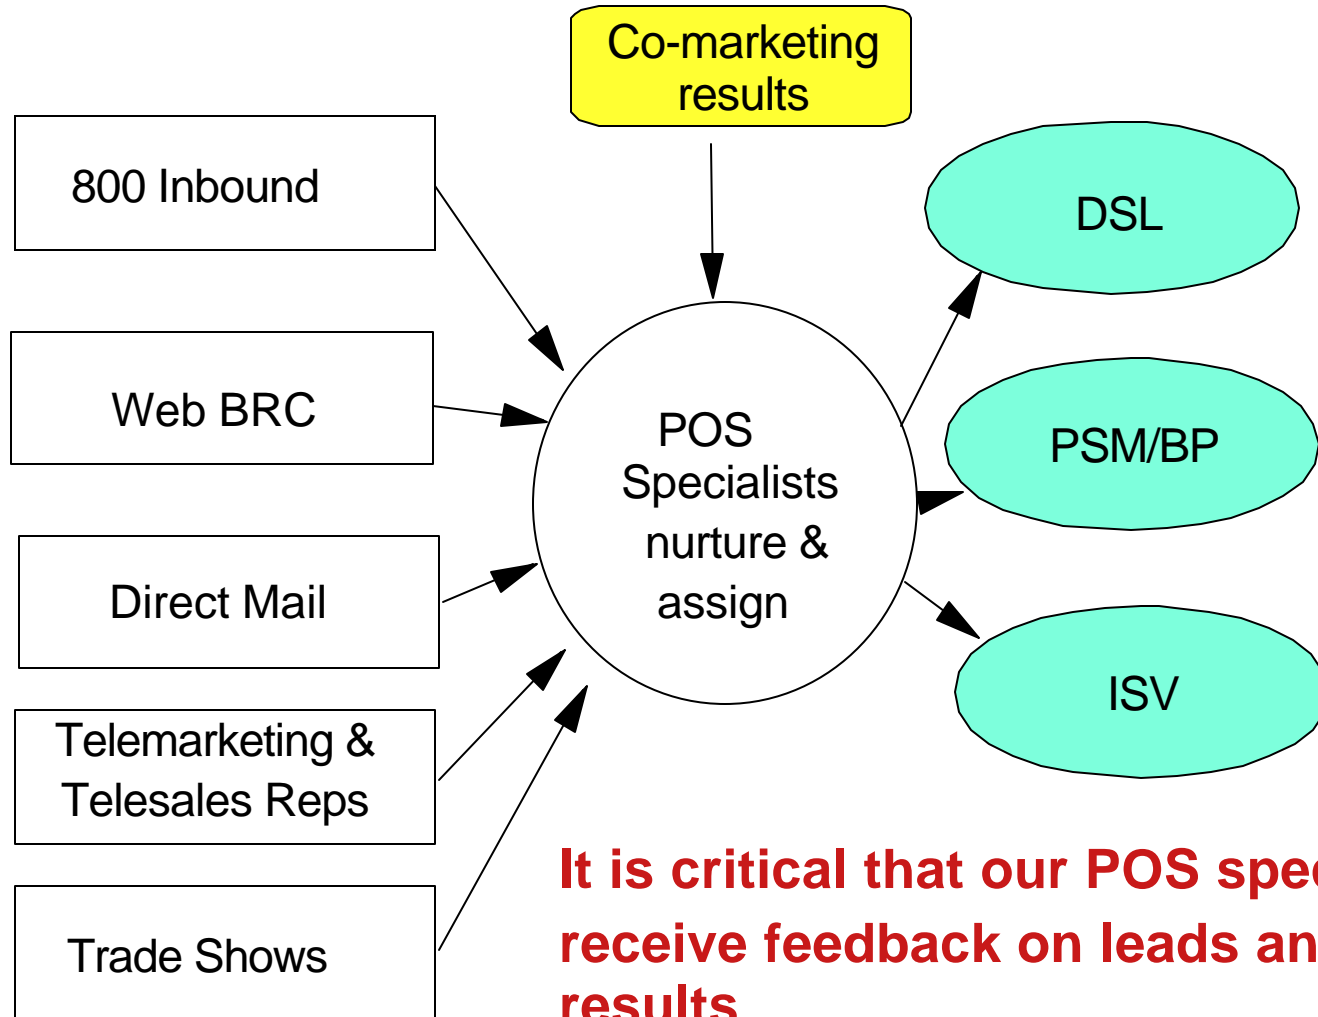 Co-marketing
results
800 Inbound
DSL
Web BRC
POS
Specialists
nurture &
assign
PSM/BP
Direct Mail
ISV
Telemarketing &
Telesales Reps
Trade Shows
It is critical that our POS
receive feedback on leads
results